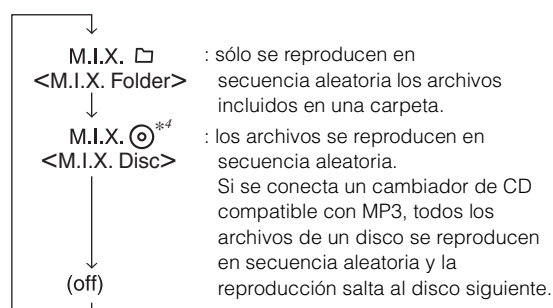 M.I.X. : sólo se reproducen en
<M.I.X. Folder> secuencia aleatoria los archivos
incluidos en una carpeta.
M.I.X. *4 : los archivos se reproducen en
<M.I.X. Disc> secuencia aleatoria.
Si se conecta un cambiador de CD
compatible con MP3, todos los
archivos de un disco se reproducen
en secuencia aleatoria y la
(off) reproducción salta al disco siguiente.